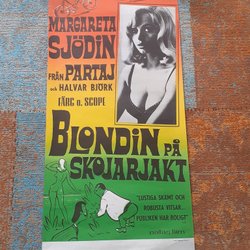 MARGARETA
SJÖDIN
FRÅN PARTAJ
OCH HALVAR BJÖRK
FÄRG o. SCOPE
BLONDIN PÅ
SKOJARJAKT
"LUSTIGA SKÄMT OCH
ROBUSTA VITSAR...
PUBLIKEN HAR ROLIGT"